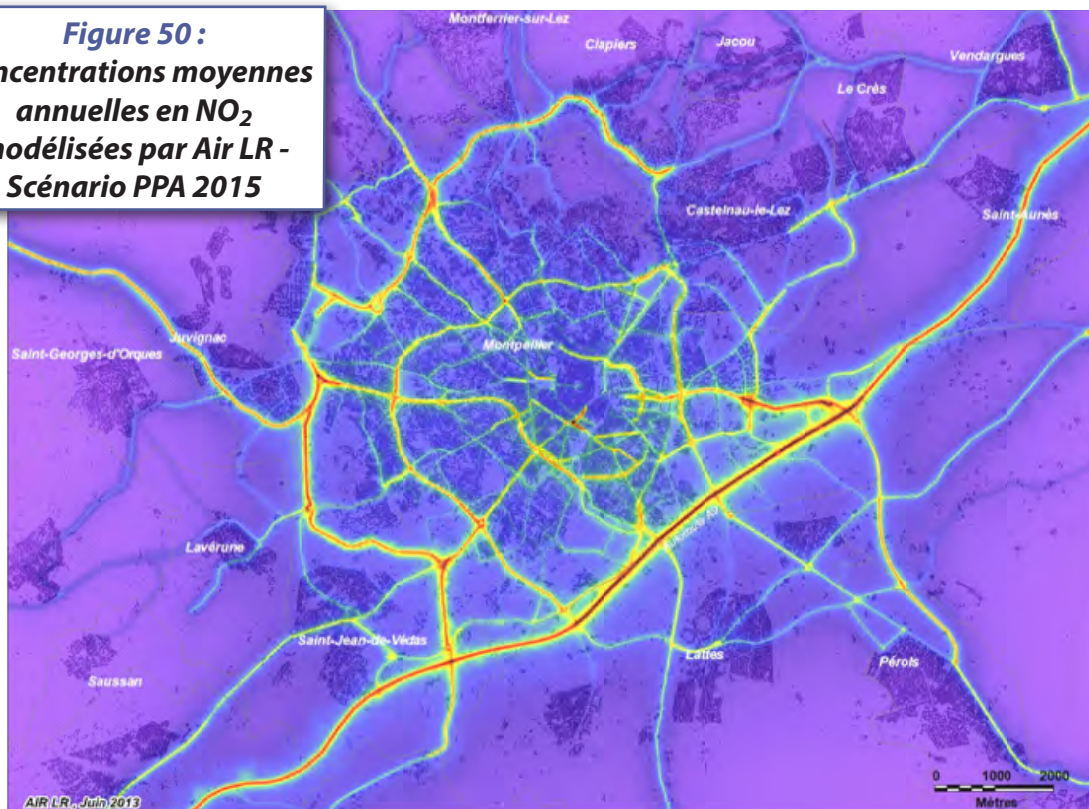 Figure 50 :
ncentrations moyennes
annuelles en NO2
odélisées par Air LR -
Scénario PPA 2015
Montferrier-sur-Lez
Clapiers
Jacou
Vendargues
Le Crès
Castelnau-le-Lez
Saint-Aunès
Juvignac
Saint-Georges-d'Orques
Montpellier
Lavérune
Saint-Jean-de-Védas
Lattes
Pérols
Saussan
0 1000 2000
Mètres
AIR LR, Juin 2013